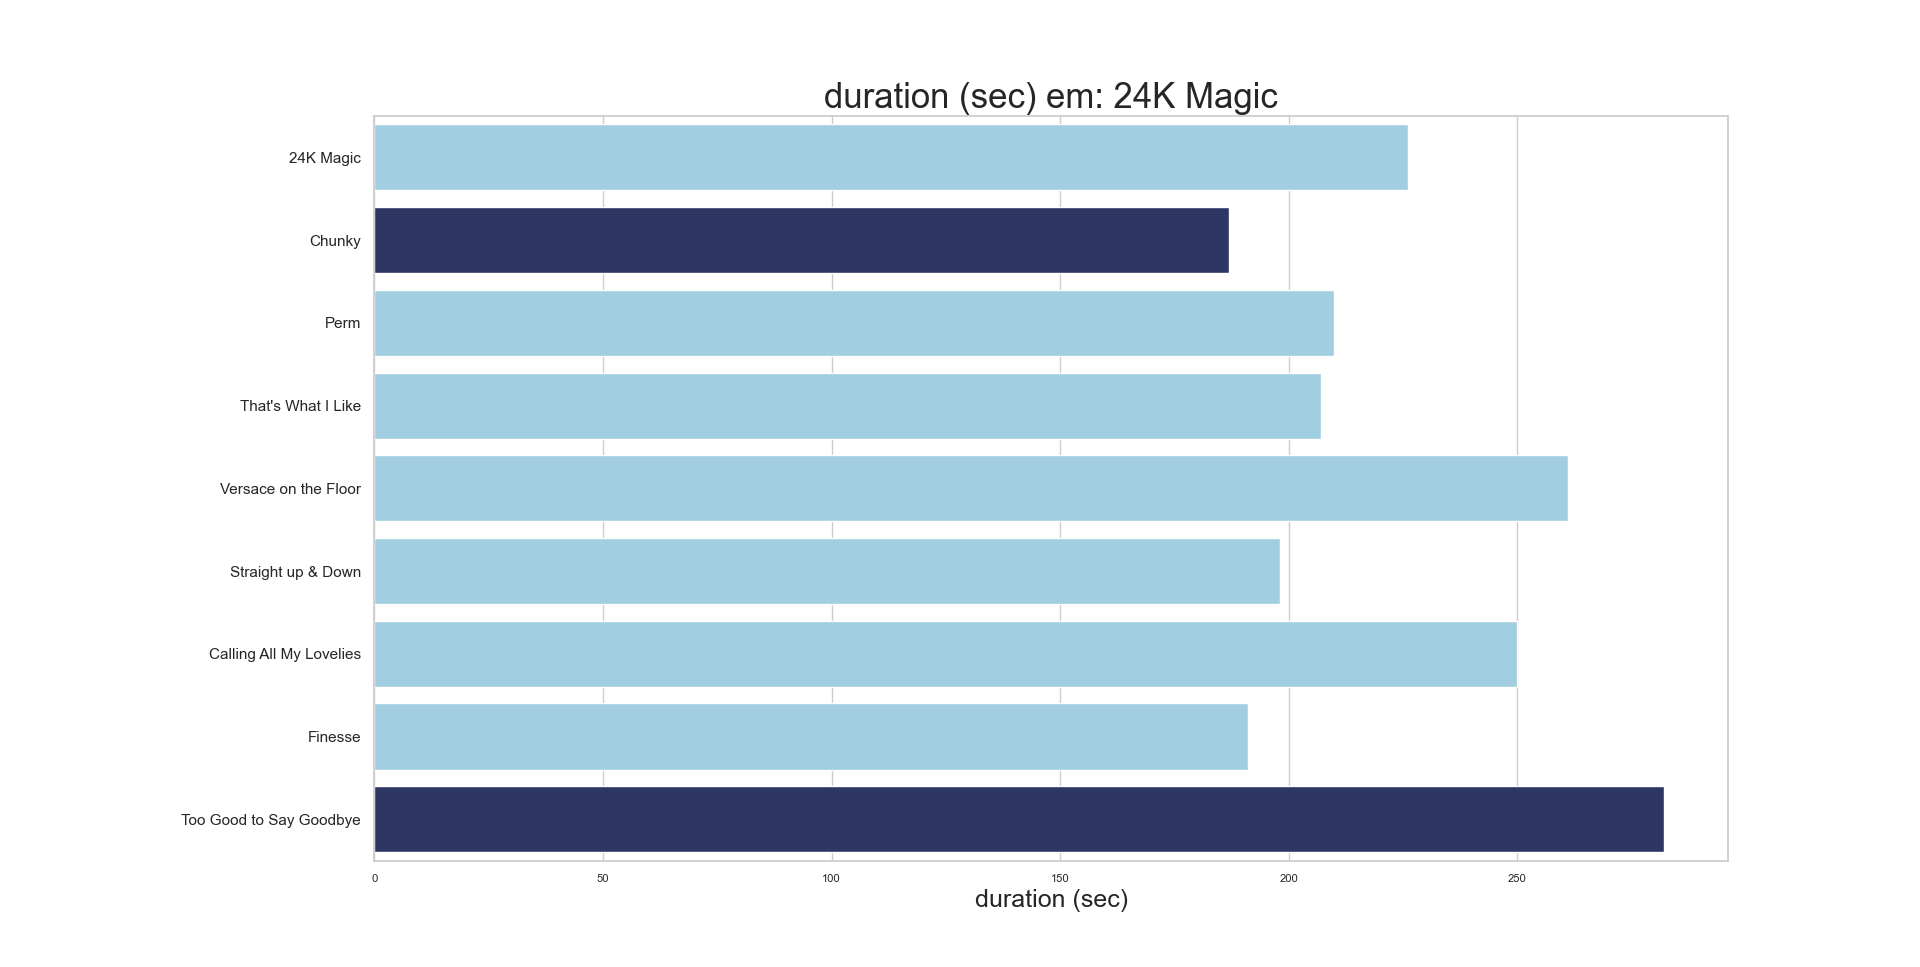 duration (sec) em: 24K Magic
24K Magic
Chunky
Perm
That's What I Like
Versace on the Floor
Straight up & Down
Calling All My Lovelies
Finesse
Too Good to Say Goodbye
0 50 100 150 200 250
duration (sec)